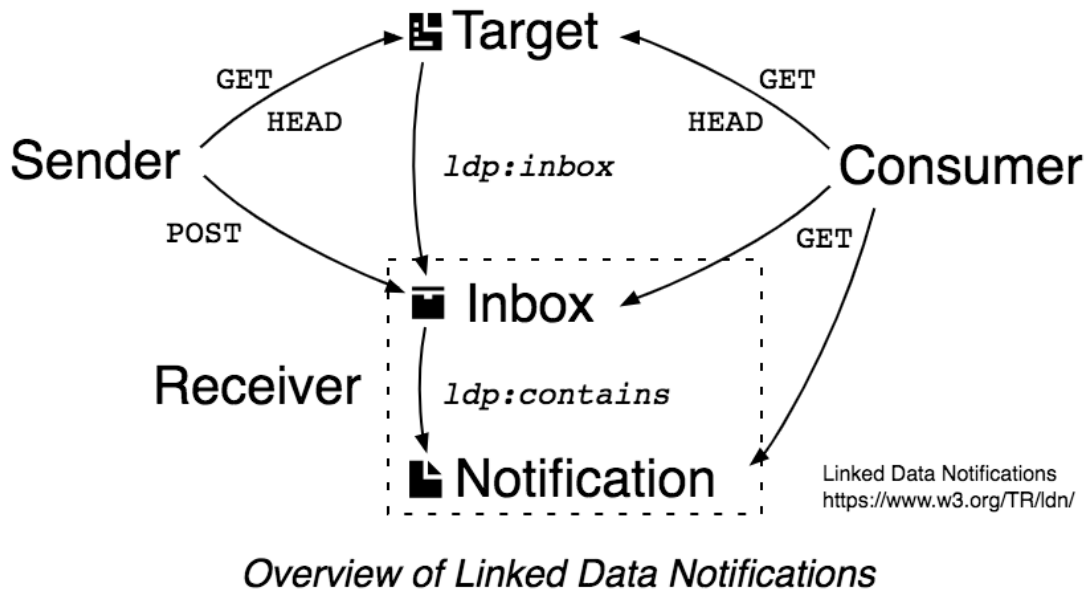 Target
GET
GET
HEAD
HEAD
Sender
ldp:inbox
Consumer
POST
GET
Inbox
Receiver
ldp:contains
Notification
Linked Data Notifications
https://www.w3.org/TR/ldn/
Overview of Linked Data Notifications